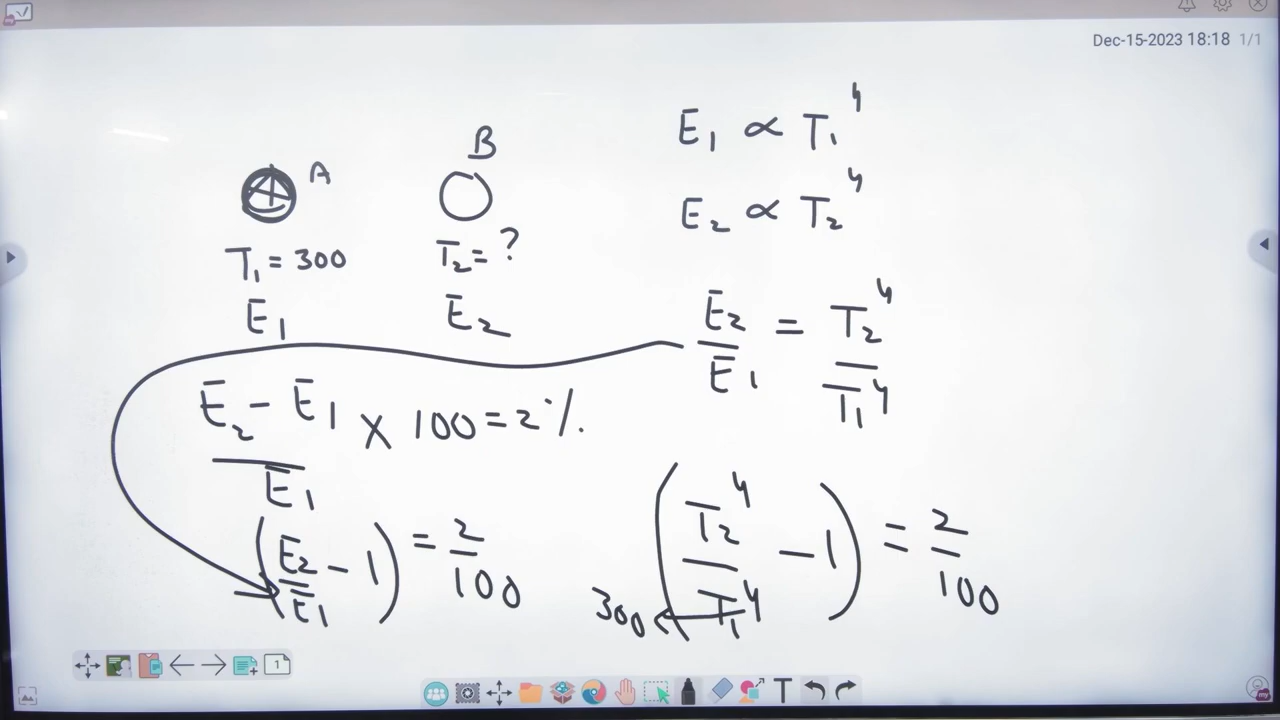 Dec-15-2023 18:18 1/1
A
B
T₁ = 300
T₂ = ?
E₁
E₂
E₁ ∝ T₁⁴
E₂ ∝ T₂⁴
E₂/E₁ = T₂⁴/T₁⁴
(E₂ - E₁)/E₁ × 100 = 2%
(E₂/E₁ - 1) = 2/100
(T₂⁴/T₁⁴ - 1) = 2/100
300
1
T